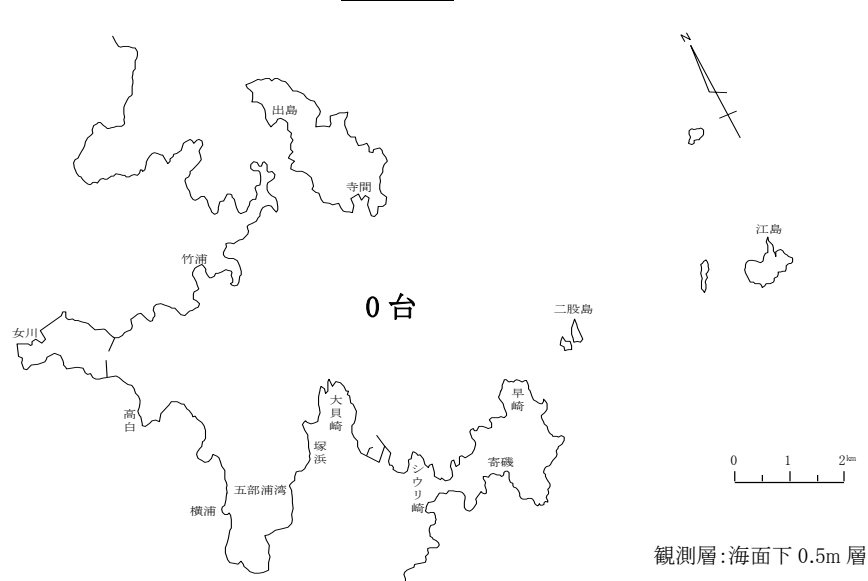 N
出島
寺間
江島
竹浦
0台
二股島
女川
大貝崎
早崎
高白
塚浜
寄磯
0 1 2km
シウリ崎
五部浦湾
横浦
観測層:海面下 0.5m 層